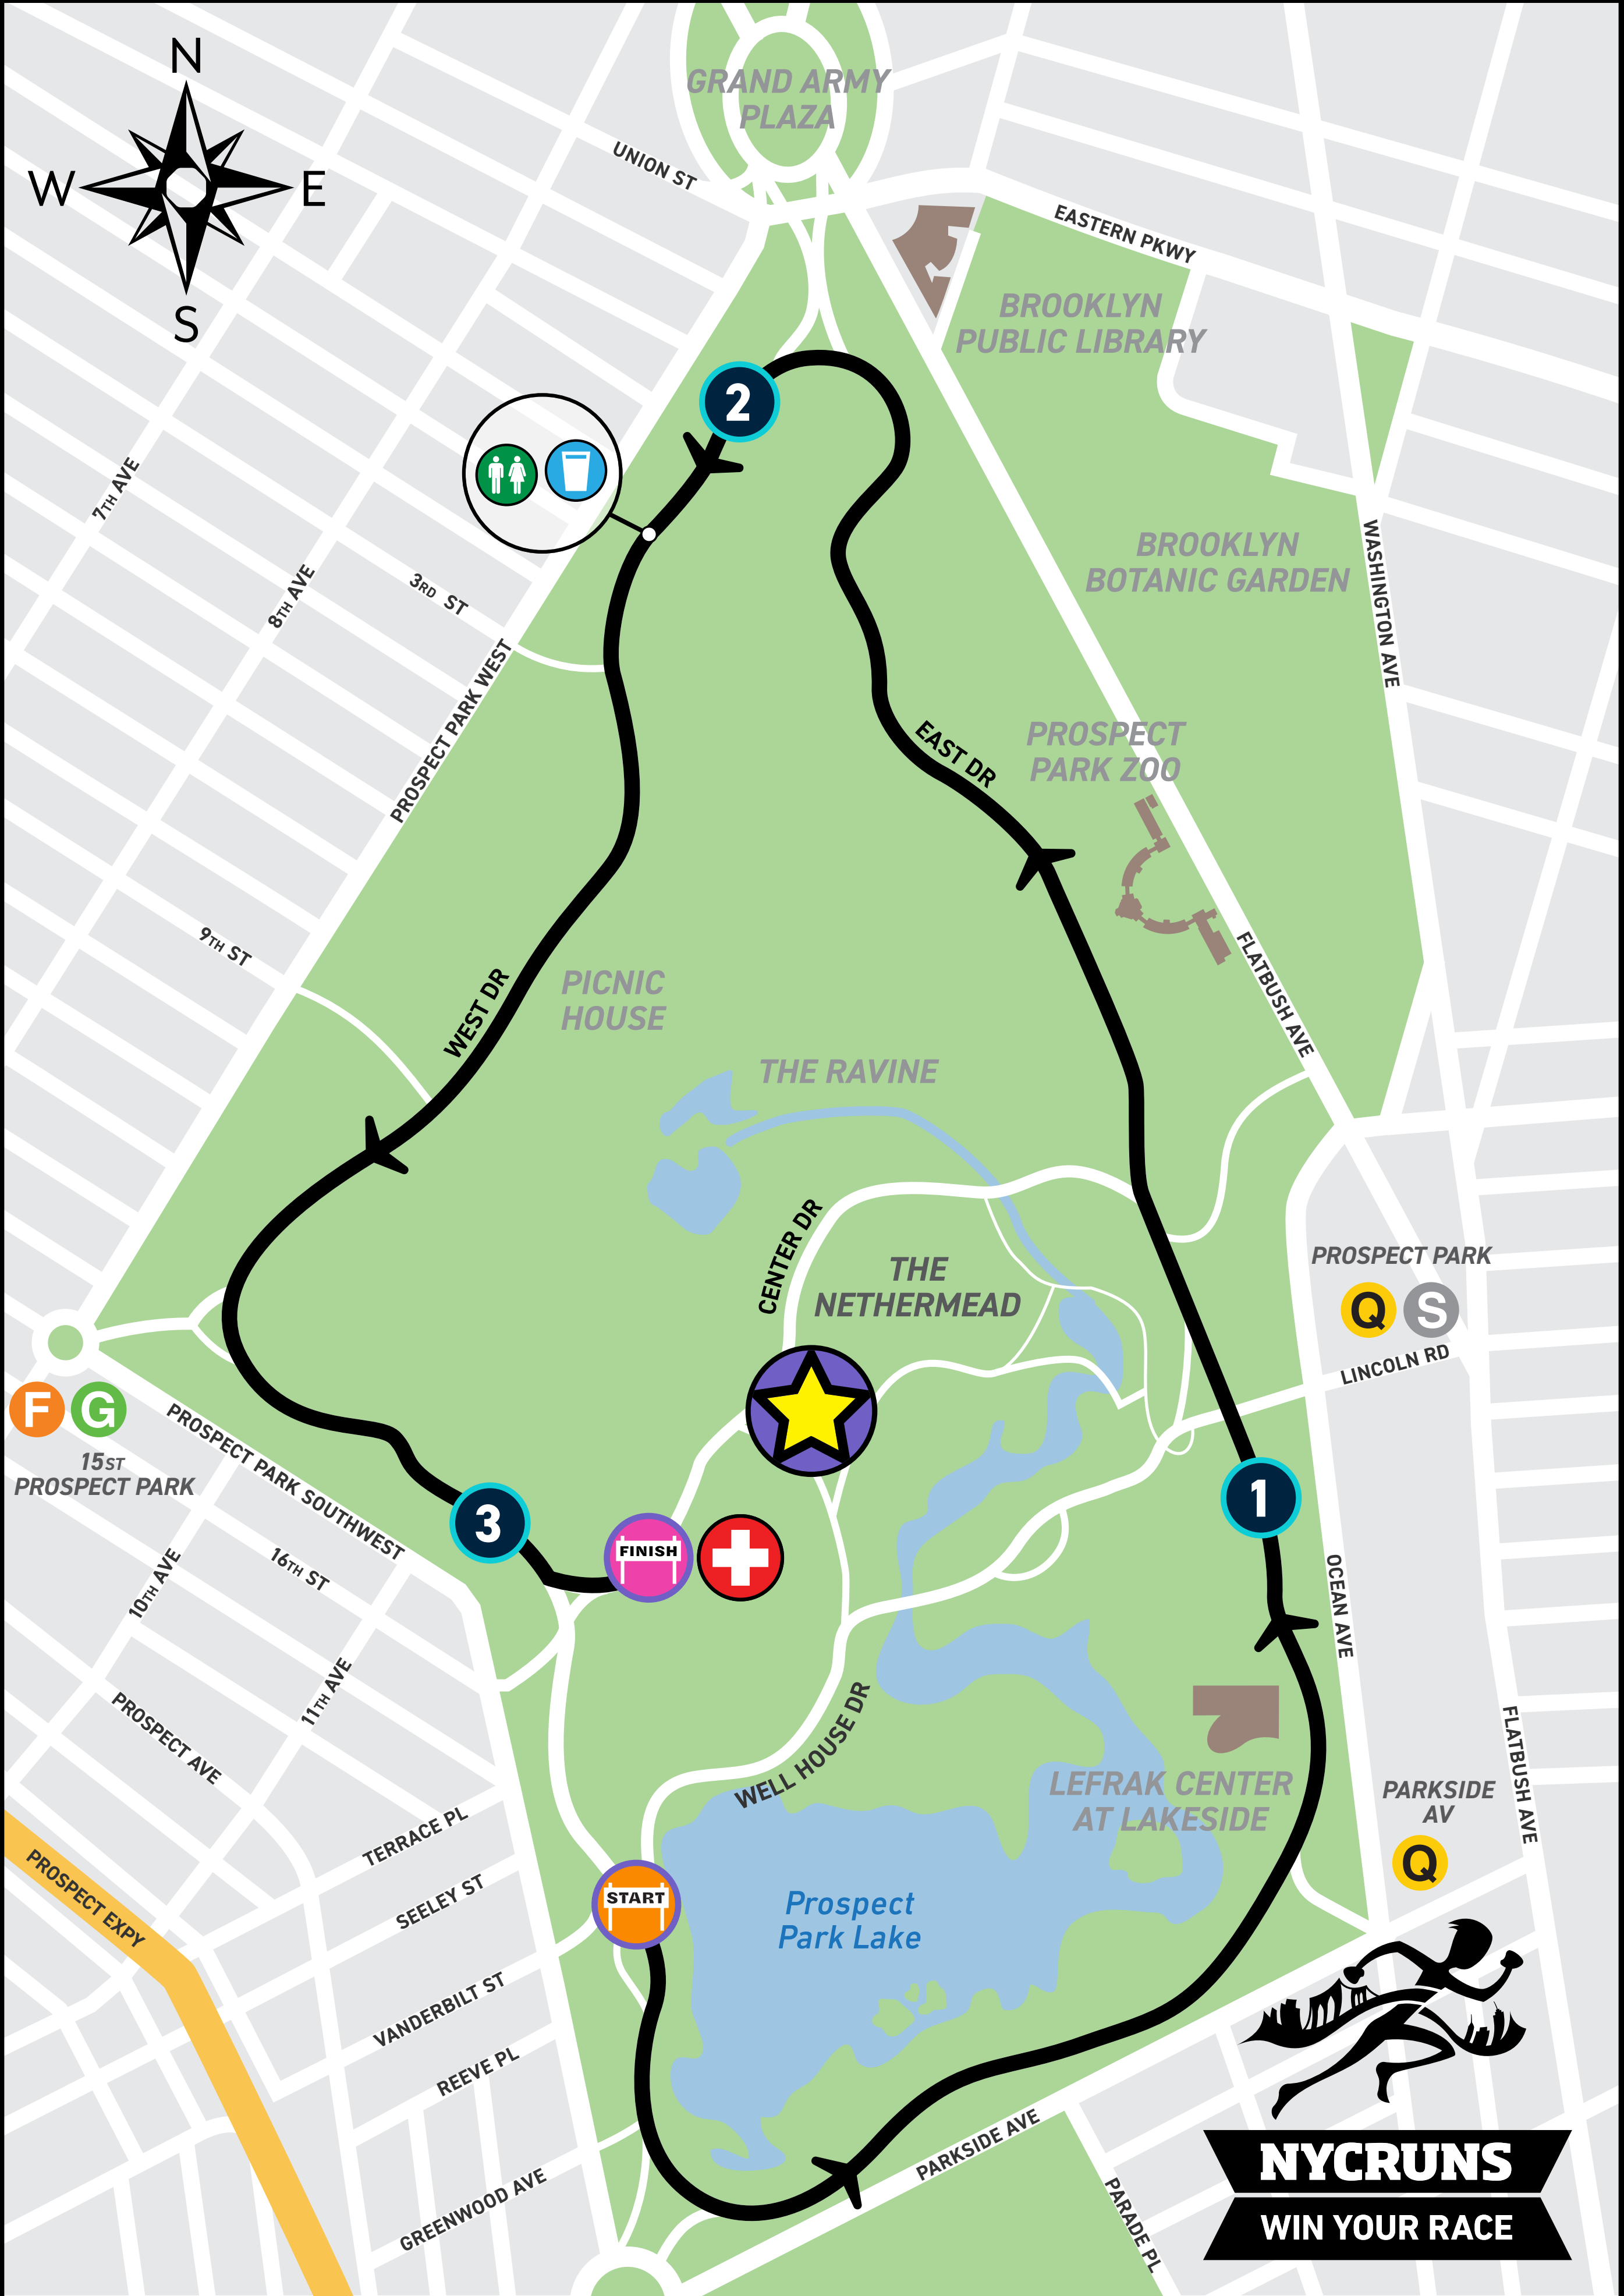 N
W
E
S
GRAND ARMY
PLAZA
UNION ST
EASTERN PKWY
BROOKLYN
PUBLIC LIBRARY
2
7TH AVE
8TH AVE
3RD ST
PROSPECT PARK WEST
BROOKLYN
BOTANIC GARDEN
WASHINGTON AVE
EAST DR
PROSPECT
PARK ZOO
9TH ST
FLATBUSH AVE
WEST DR
PICNIC
HOUSE
THE RAVINE
CENTER DR
THE
NETHERMEAD
PROSPECT PARK
Q S
LINCOLN RD
F G
15ST
PROSPECT PARK
PROSPECT PARK SOUTHWEST
3
FINISH
1
16TH ST
10TH AVE
11TH AVE
OCEAN AVE
PROSPECT AVE
WELL HOUSE DR
LEFRAK CENTER
AT LAKESIDE
FLATBUSH AVE
PARKSIDE
AV
Q
TERRACE PL
PROSPECT EXPY
SEELEY ST
START
Prospect
Park Lake
VANDERBILT ST
REEVE PL
PARKSIDE AVE
GREENWOOD AVE
PARADE PL
NYCRUNS
WIN YOUR RACE